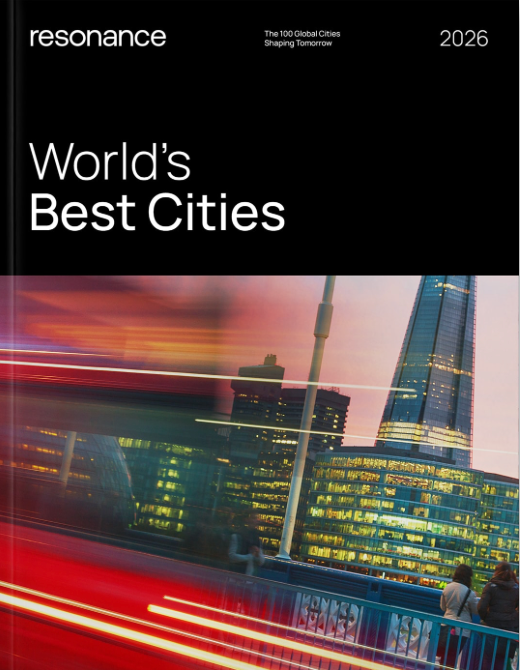 resonance
The 100 Global Cities
Shaping Tomorrow
2026
World's
Best Cities